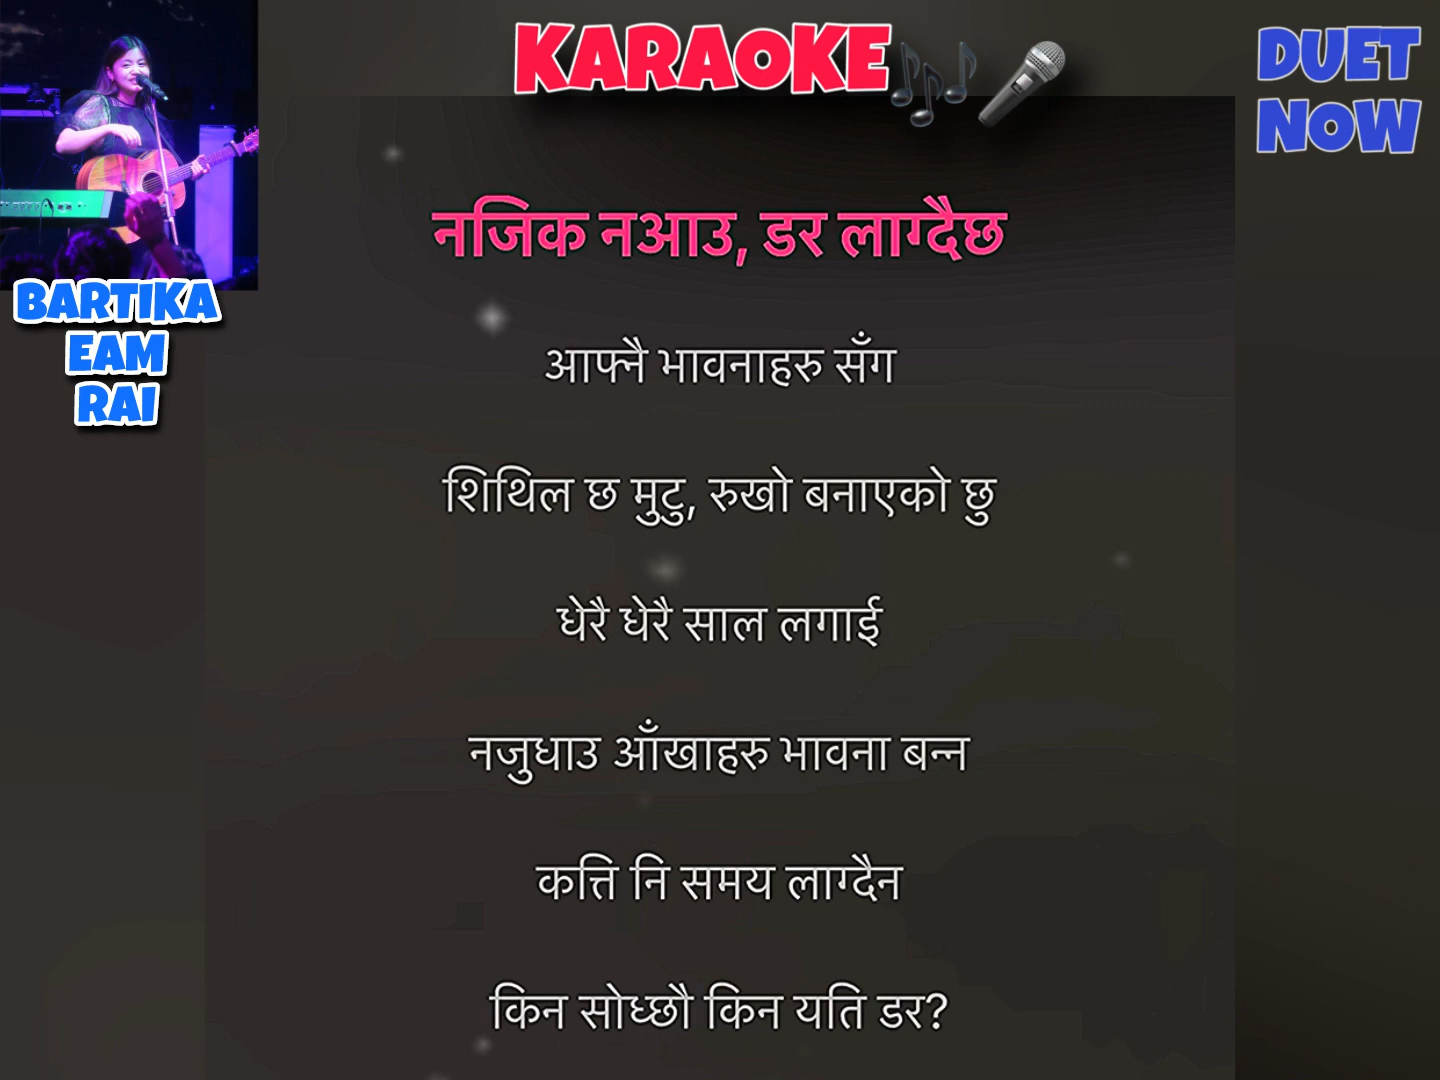 KARAOKE
DUET
NOW
BARTIKA
EAM
RAI
नजिक नआउ, डर लाग्दैछ
आफ्नै भावनाहरु सँग
शिथिल छ मुटु, रुखो बनाएको छु
धेरै धेरै साल लगाई
नजुधाउ आँखाहरु भावना बन्न
कत्ति नि समय लाग्दैन
किन सोध्छौ किन यति डर?